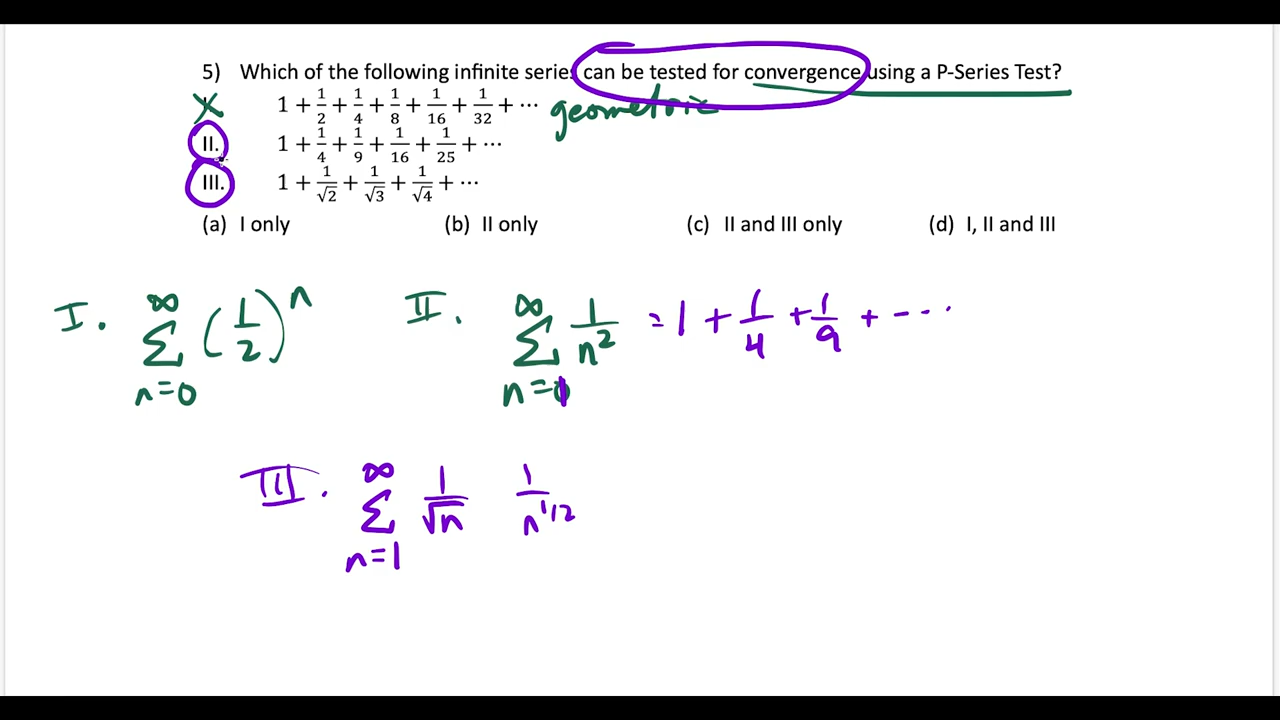 5) Which of the following infinite series can be tested for convergence using a P-Series Test?
I. 1 + 1/2 + 1/4 + 1/8 + 1/16 + 1/32 + ⋯ geometric
II. 1 + 1/4 + 1/9 + 1/16 + 1/25 + ⋯
III. 1 + 1/√2 + 1/√3 + 1/√4 + ⋯
(a) I only (b) II only (c) II and III only (d) I, II and III
I. ∞ Σ n=0 (1/2)^n II. ∞ Σ n=1 1/n^2 = 1 + 1/4 + 1/9 + ----
III. ∞ Σ n=1 1/√n 1/n^1/2